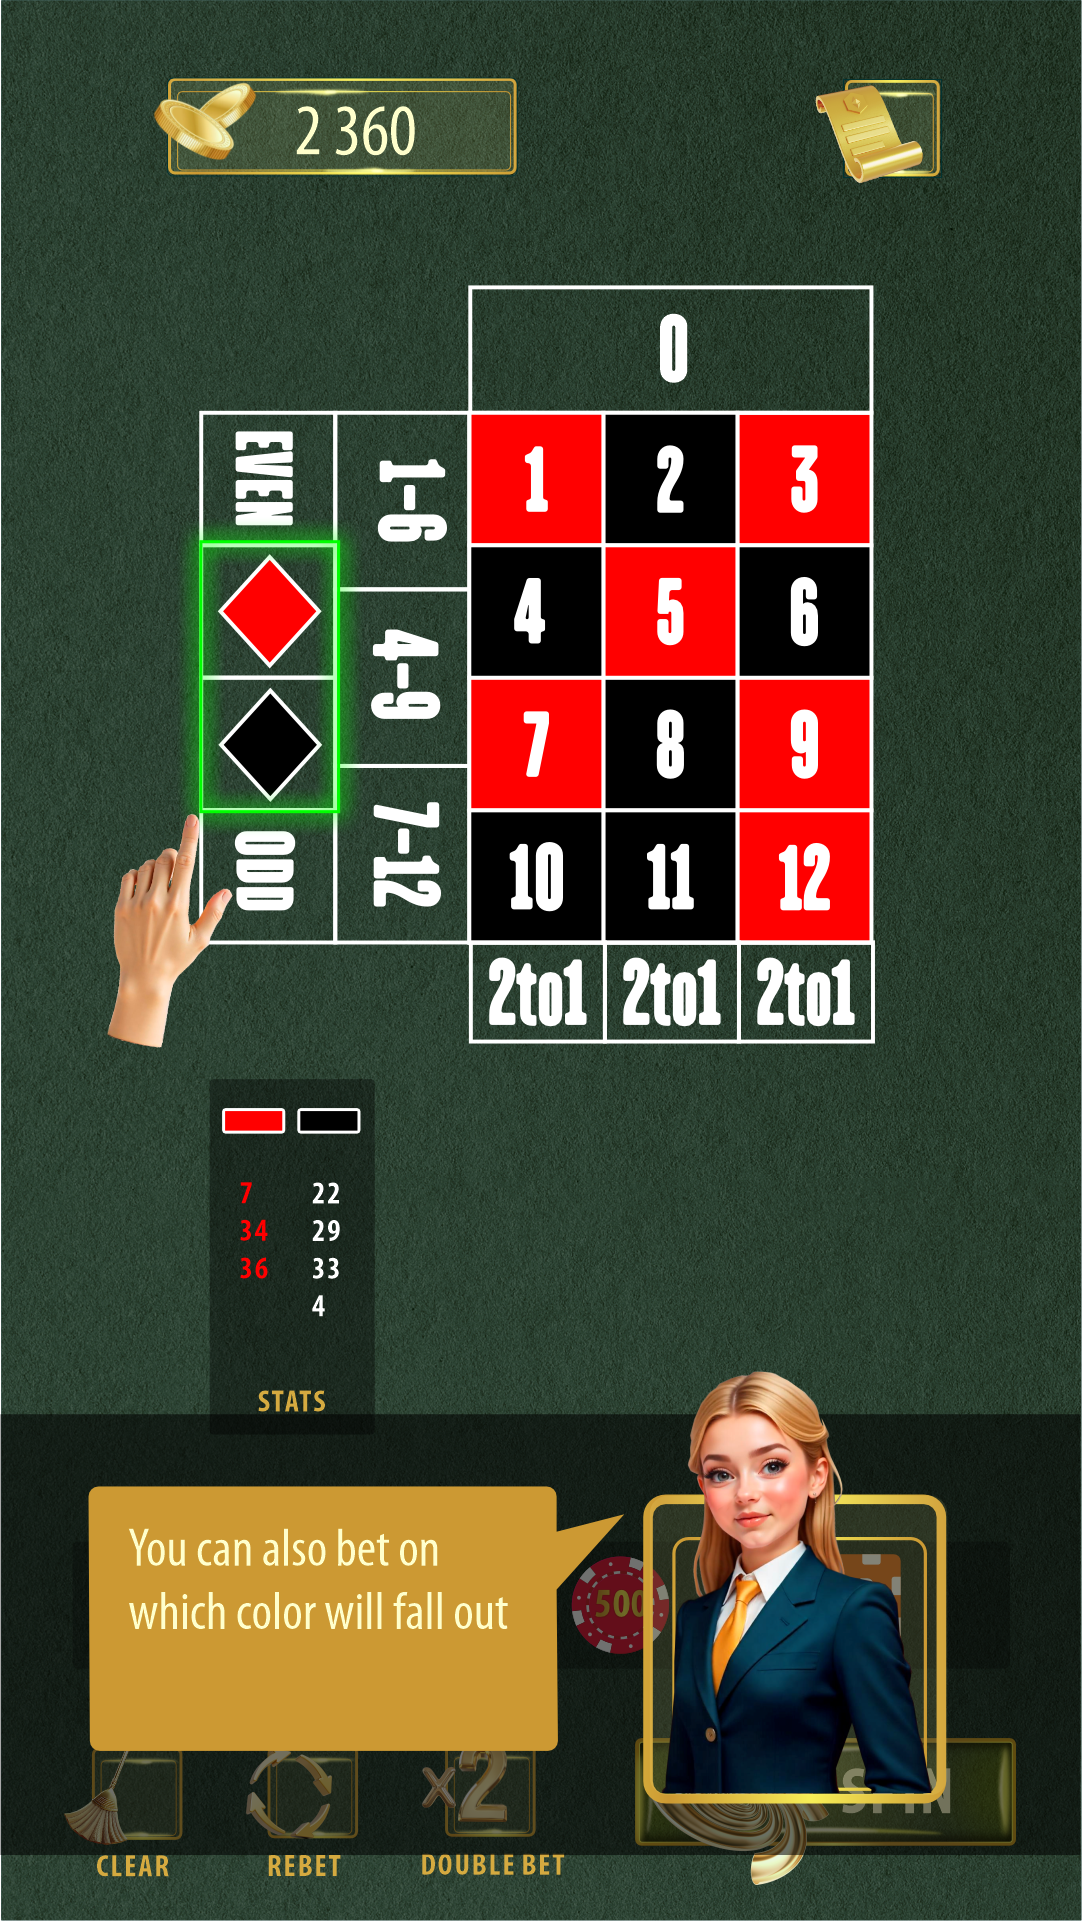 2 360
0
EVEN
1-6
1 2 3
4 5 6
4-9
7 8 9
ODD
7-12
10 11 12
2to1 2to1 2to1
7 22
34 29
36 33
4
STATS
You can also bet on
which color will fall out
500
x2
SPIN
CLEAR REBET DOUBLE BET